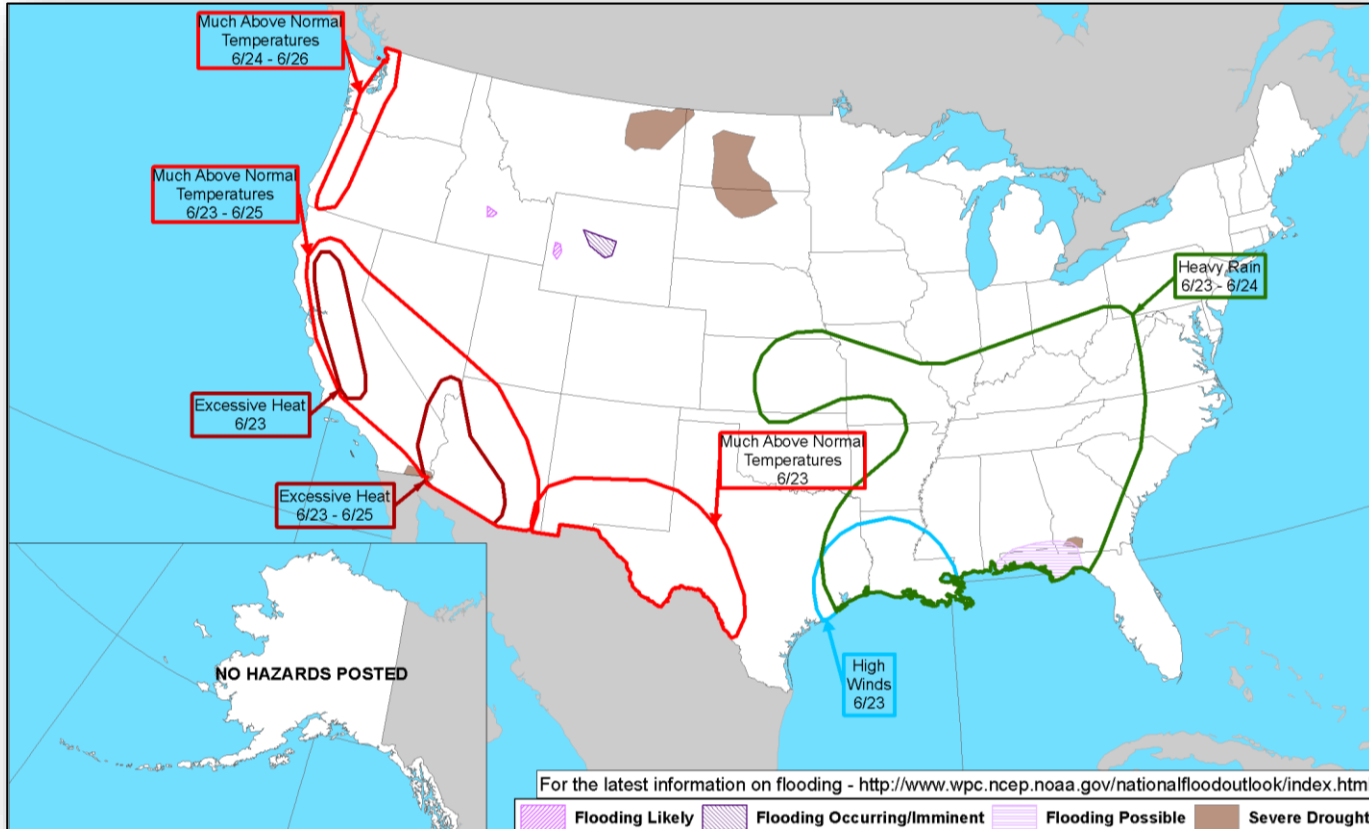 Much Above Normal
Temperatures
6/24 - 6/26
Much Above Normal
Temperatures
6/23 - 6/25
Heavy Rain
6/23 - 6/24
Excessive Heat
6/23
Much Above Normal
Temperatures
6/23
Excessive Heat
6/23 - 6/25
NO HAZARDS POSTED
High
Winds
6/23
For the latest information on flooding - http://www.wpc.ncep.noaa.gov/nationalfloodoutlook/index.htm
Flooding Likely Flooding Occurring/Imminent Flooding Possible Severe Drought